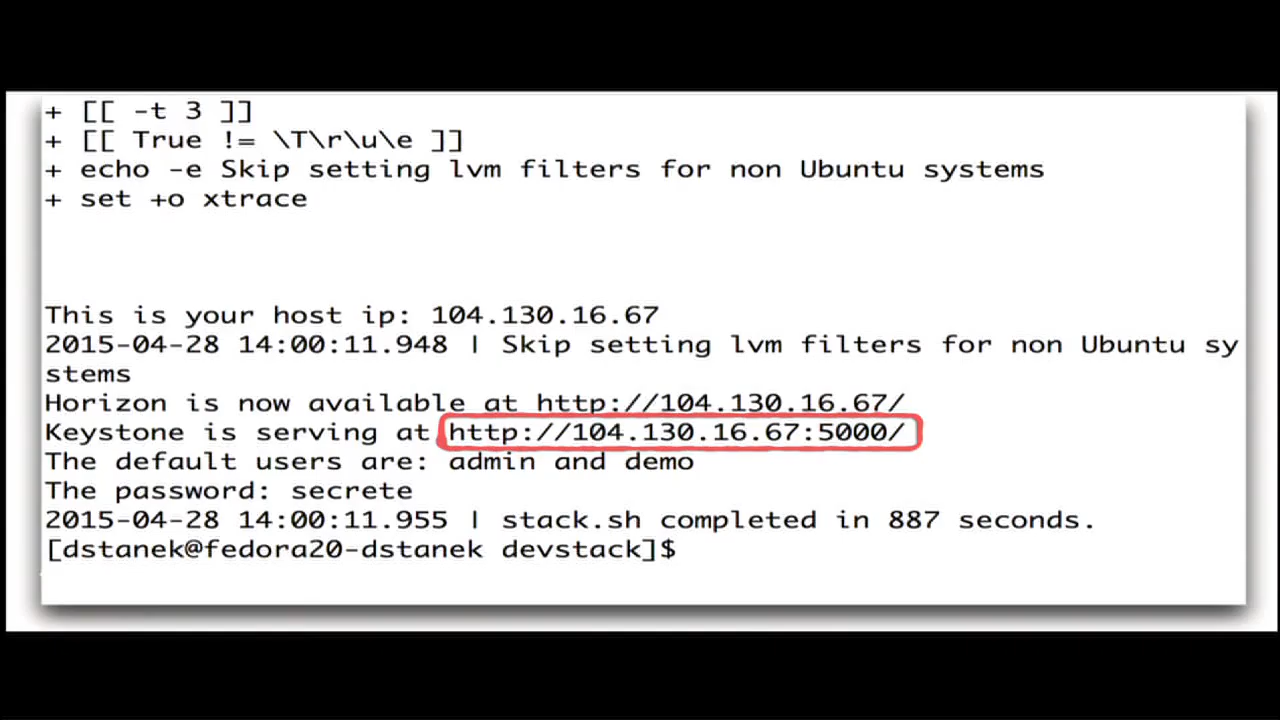 + [[ -t 3 ]]
+ [[ True != \T\r\u\e ]]
+ echo -e Skip setting lvm filters for non Ubuntu systems
+ set +o xtrace
This is your host ip: 104.130.16.67
2015-04-28 14:00:11.948 | Skip setting lvm filters for non Ubuntu sy
stems
Horizon is now available at http://104.130.16.67/
Keystone is serving at http://104.130.16.67:5000/
The default users are: admin and demo
The password: secrete
2015-04-28 14:00:11.955 | stack.sh completed in 887 seconds.
[dstanek@fedora20-dstanek devstack]$